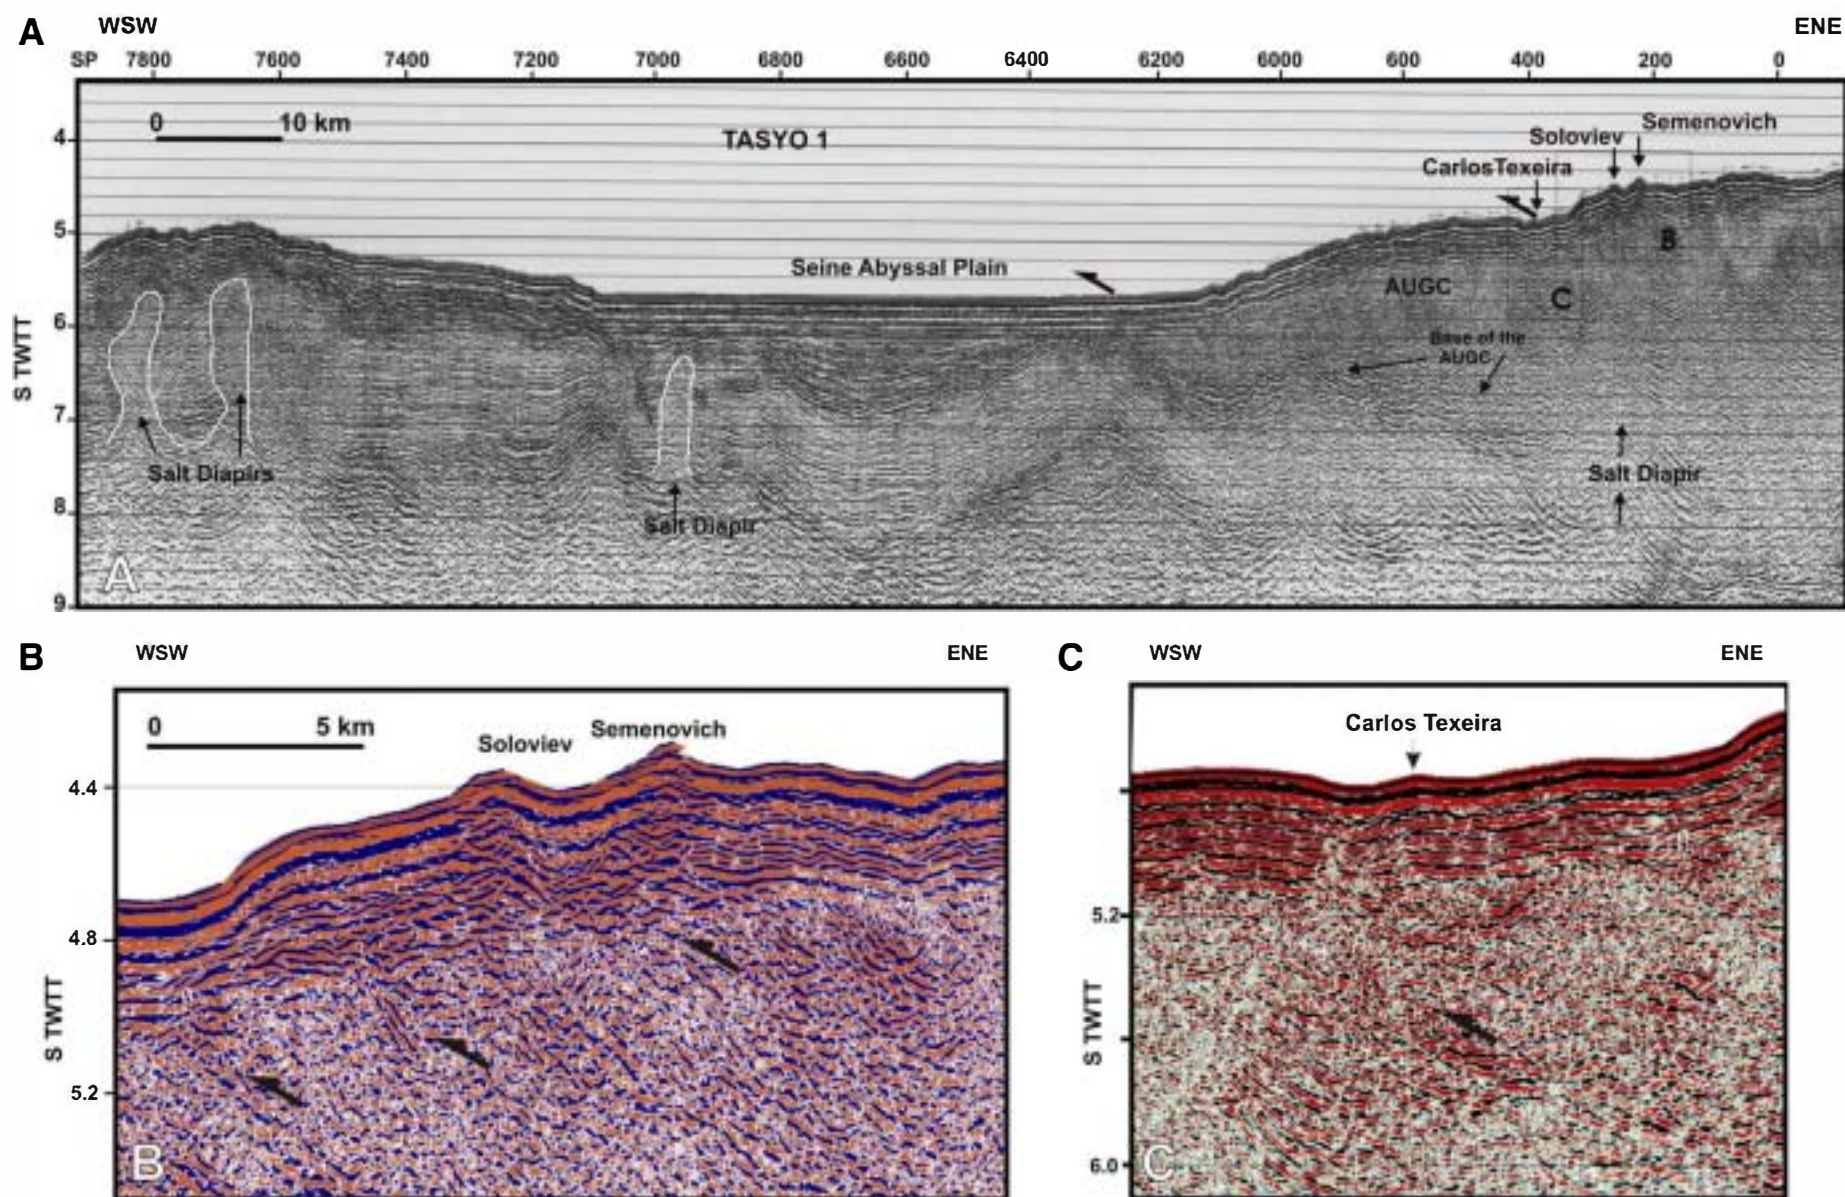 A
WSW
ENE
SP 7800 7600 7400 7200 7000 6800 6600 6400 6200 6000 600 400 200 0
0 10 km
TASYO 1
Semenovich
Soloviev
CarlosTexeira
4
5
6
7
8
9
S TWTT
Seine Abyssal Plain
B
AUGC
C
Base of the
AUGC
Salt Diapirs
Salt Diapir
Salt Diapir
A
B
WSW
ENE
0 5 km
Soloviev
Semenovich
4.4
4.8
5.2
S TWTT
B
C
WSW
ENE
Carlos Texeira
5.2
6.0
S TWTT
C